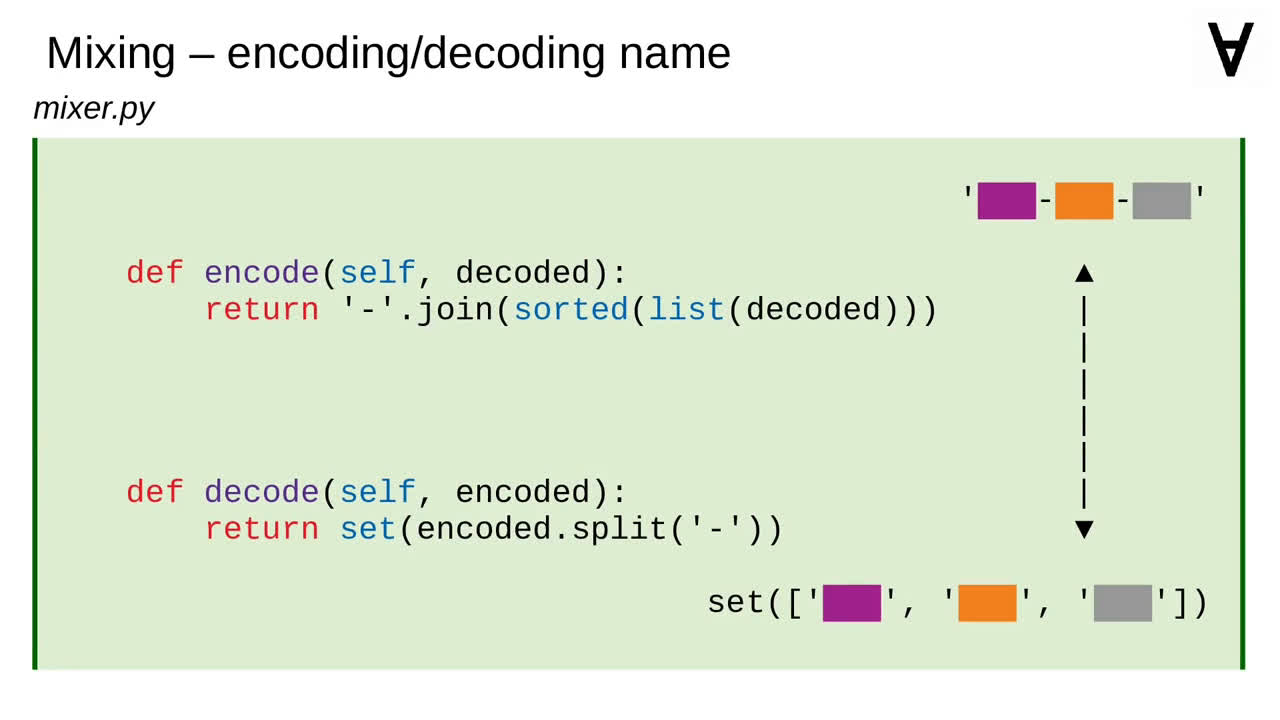 Mixing – encoding/decoding name
∀
mixer.py
' - - '
def encode(self, decoded):
return '-'.join(sorted(list(decoded)))
def decode(self, encoded):
return set(encoded.split('-'))
set([' ', ' ', ' '])